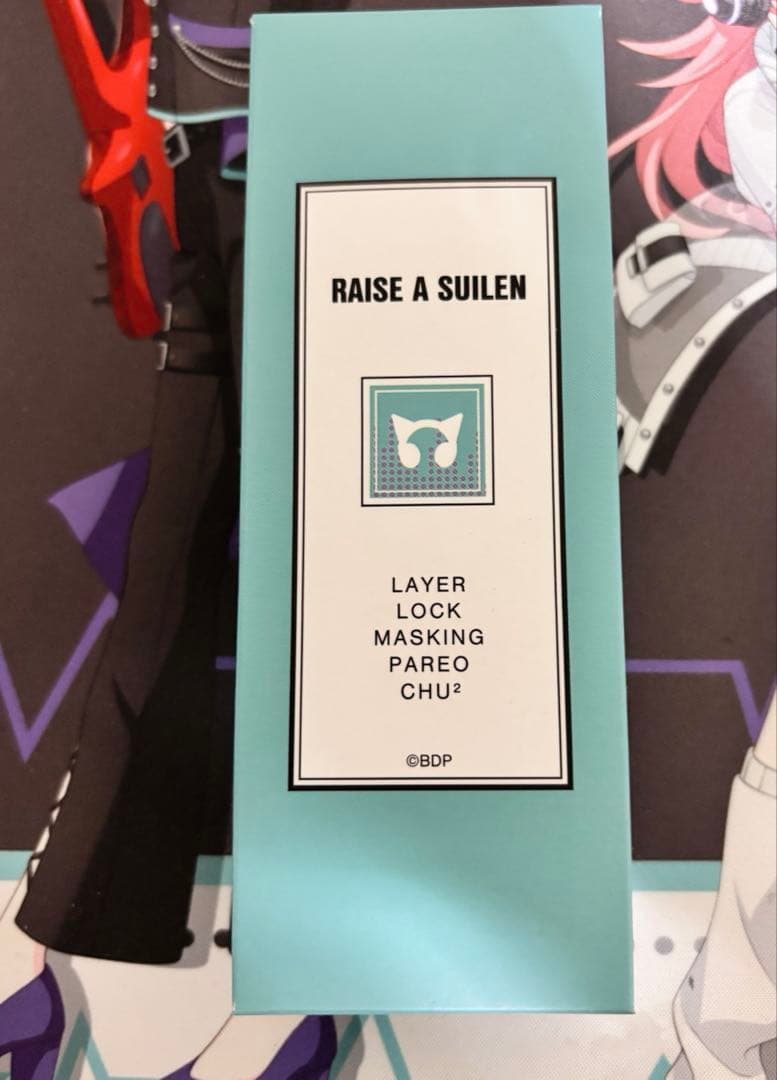 RAISE A SUILEN
LAYER
LOCK
MASKING
PAREO
CHU²
©BDP